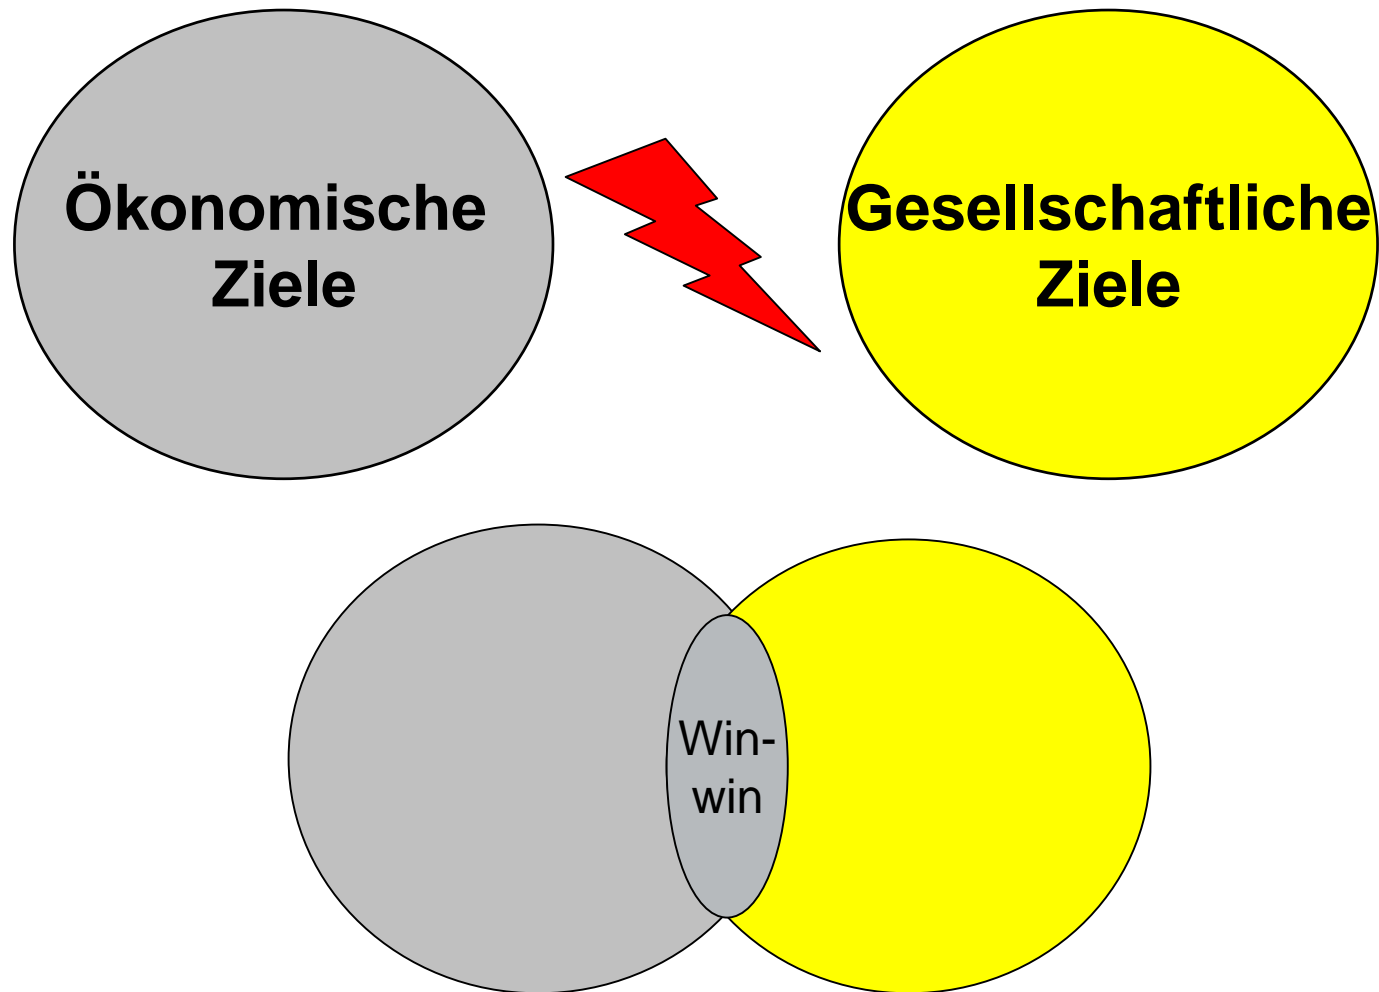 Ökonomische
Ziele
Gesellschaftliche
Ziele
Win-
win